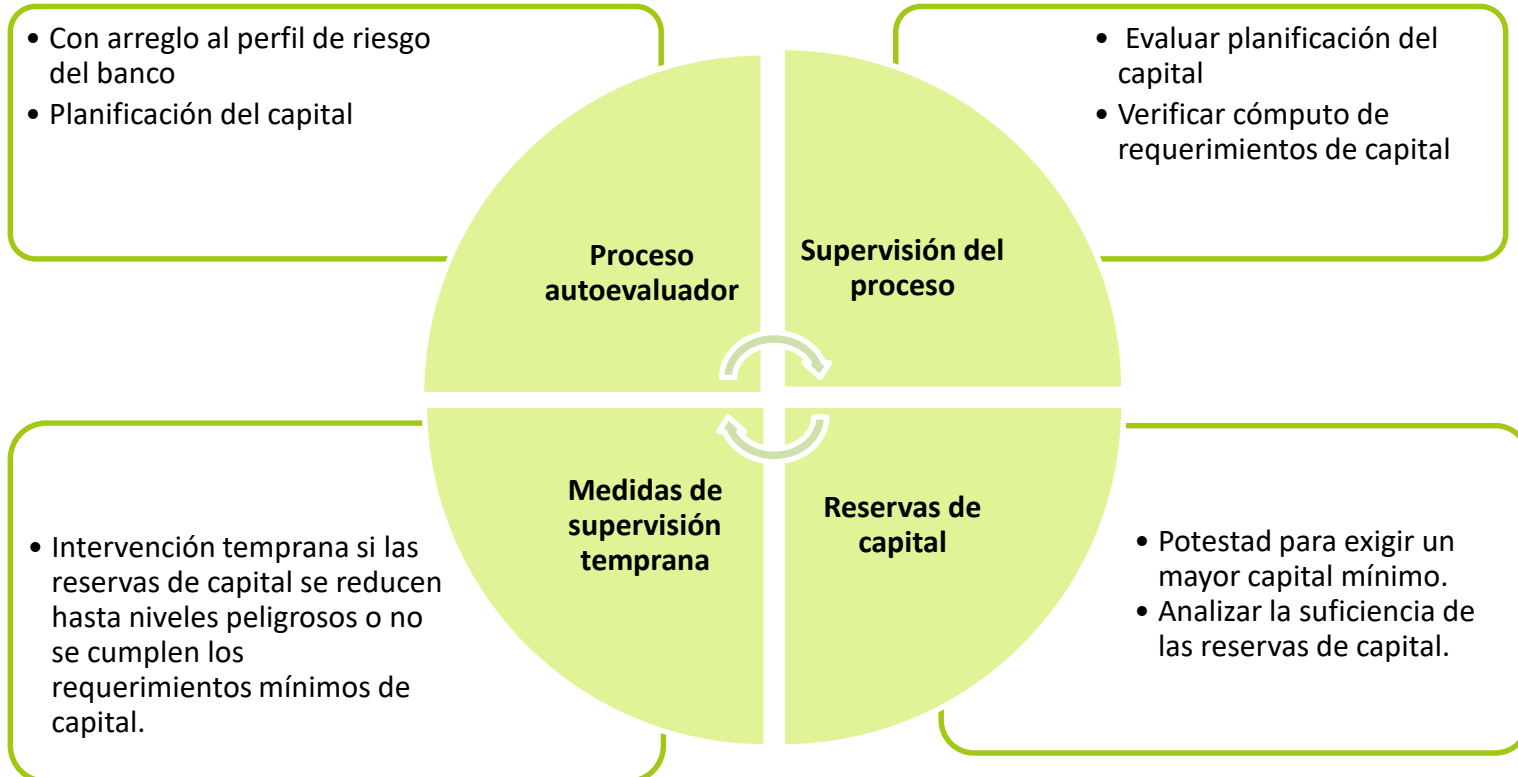 • Con arreglo al perfil de riesgo
del banco
• Planificación del capital
• Evaluar planificación del
capital
• Verificar cómputo de
requerimientos de capital
Proceso
autoevaluador
Supervisión del
proceso
Medidas de
supervisión
temprana
Reservas de
capital
• Intervención temprana si las
reservas de capital se reducen
hasta niveles peligrosos o no
se cumplen los
requerimientos mínimos de
capital.
• Potestad para exigir un
mayor capital mínimo.
• Analizar la suficiencia de
las reservas de capital.